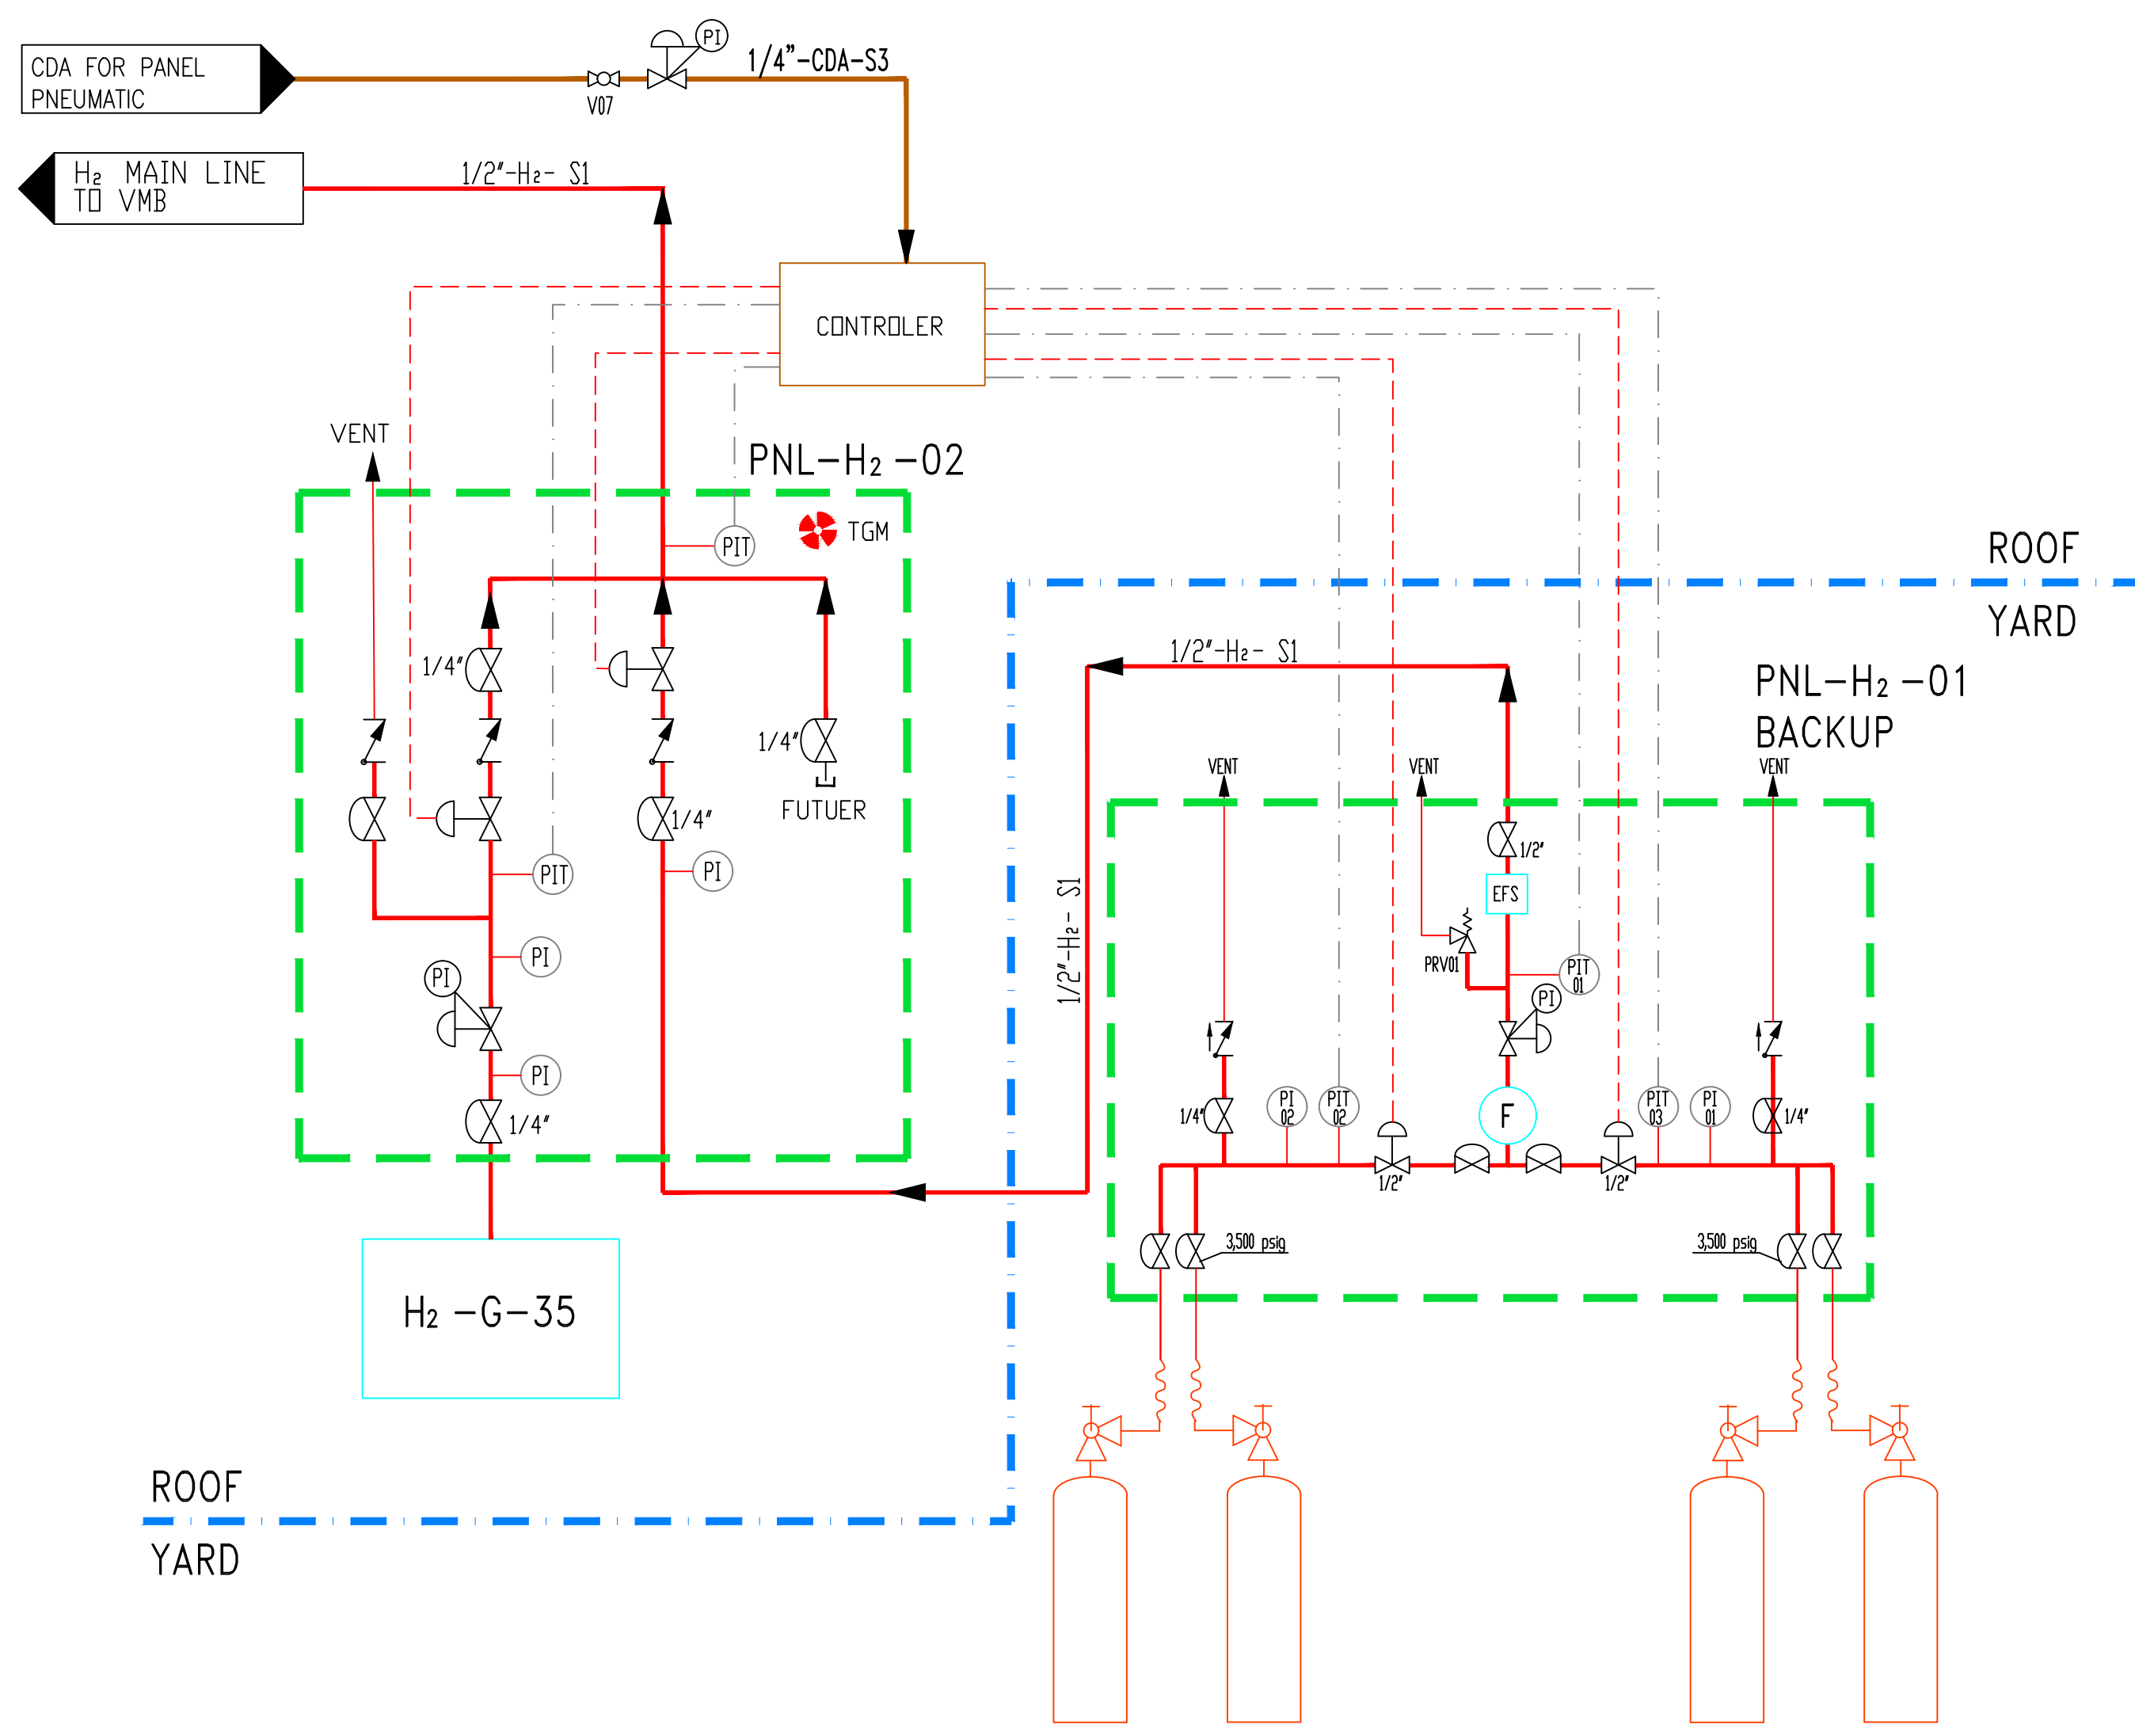 PI
1/4"-CDA-S3
CDA FOR PANEL
PNEUMATIC
V07
H2 MAIN LINE
TO VMB
1/2"-H2- S1
CONTROLER
VENT
PNL-H2-02
PIT
TGM
ROOF
YARD
1/4"
1/2"-H2- S1
PNL-H2-01
BACKUP
1/4"
VENT
VENT
VENT
FUTUER
1/4"
1/2"
PIT
PI
EFS
1/2"-H2- S1
PRV01
PIT
01
PI
PI
PI
PI
1/4"
PI
02
PIT
02
F
PIT
03
PI
01
1/4"
1/4"
1/2"
1/2"
3,500 psig
3,500 psig
H2-G-35
ROOF
YARD